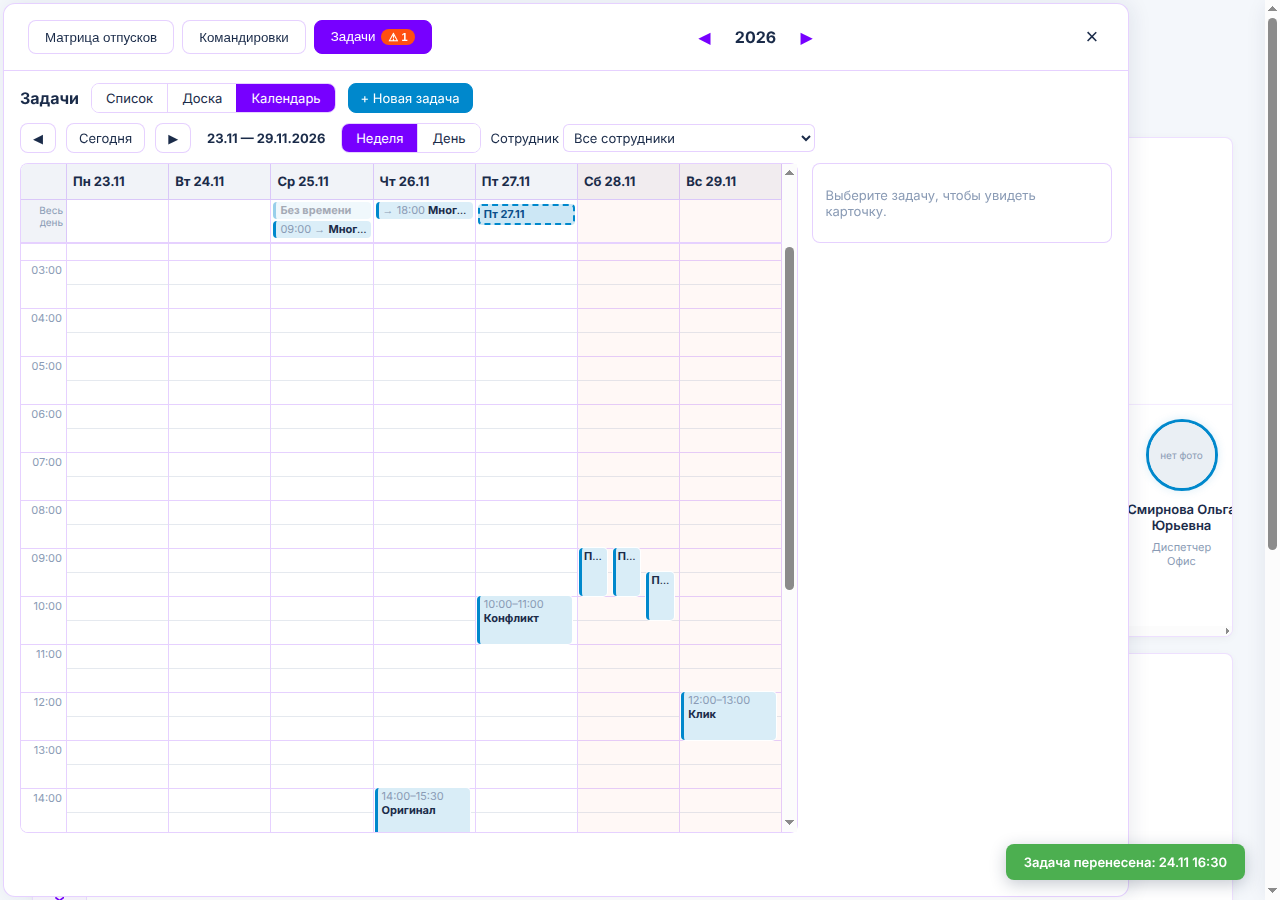 Матрица отпусков
Командировки
Задачи ⚠ 1
◀ 2026 ▶
×
Задачи
Список
Доска
Календарь
+ Новая задача
◀
Сегодня
▶
23.11 — 29.11.2026
Неделя
День
Сотрудник
Все сотрудники
Пн 23.11
Вт 24.11
Ср 25.11
Чт 26.11
Пт 27.11
Сб 28.11
Вс 29.11
Весь
день
Без времени
09:00 → Мног...
→ 18:00 Мног...
Пт 27.11
03:00
04:00
05:00
06:00
07:00
08:00
09:00
10:00
11:00
12:00
13:00
14:00
П...
П...
П...
10:00–11:00
Конфликт
12:00–13:00
Клик
14:00–15:30
Оригинал
Выберите задачу, чтобы увидеть
карточку.
нет фото
Смирнова Ольга
Юрьевна
Диспетчер
Офис
Задача перенесена: 24.11 16:30